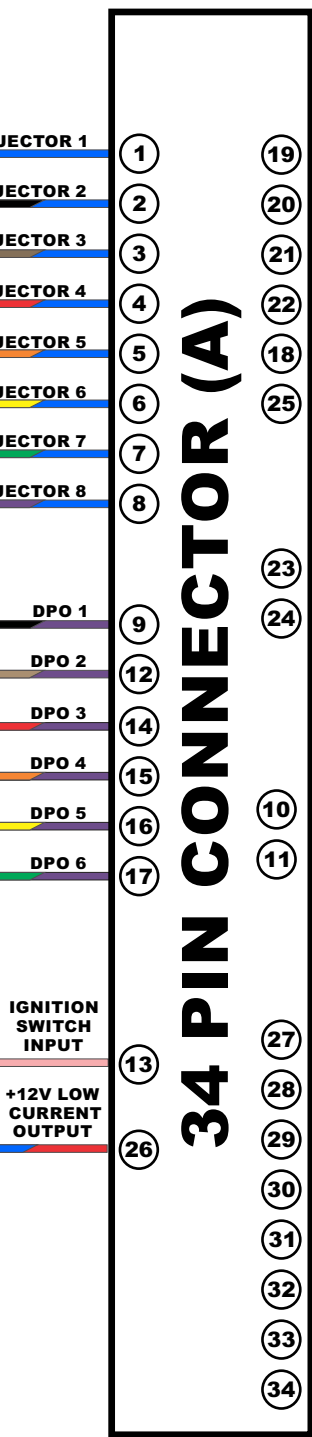 JECTOR 1
JECTOR 2
JECTOR 3
JECTOR 4
JECTOR 5
JECTOR 6
JECTOR 7
JECTOR 8
DPO 1
DPO 2
DPO 3
DPO 4
DPO 5
DPO 6
IGNITION
SWITCH
INPUT
+12V LOW
CURRENT
OUTPUT
1
2
3
4
5
6
7
8
9
12
14
15
16
17
13
26
34 PIN CONNECTOR (A)
19
20
21
22
18
25
23
24
10
11
27
28
29
30
31
32
33
34